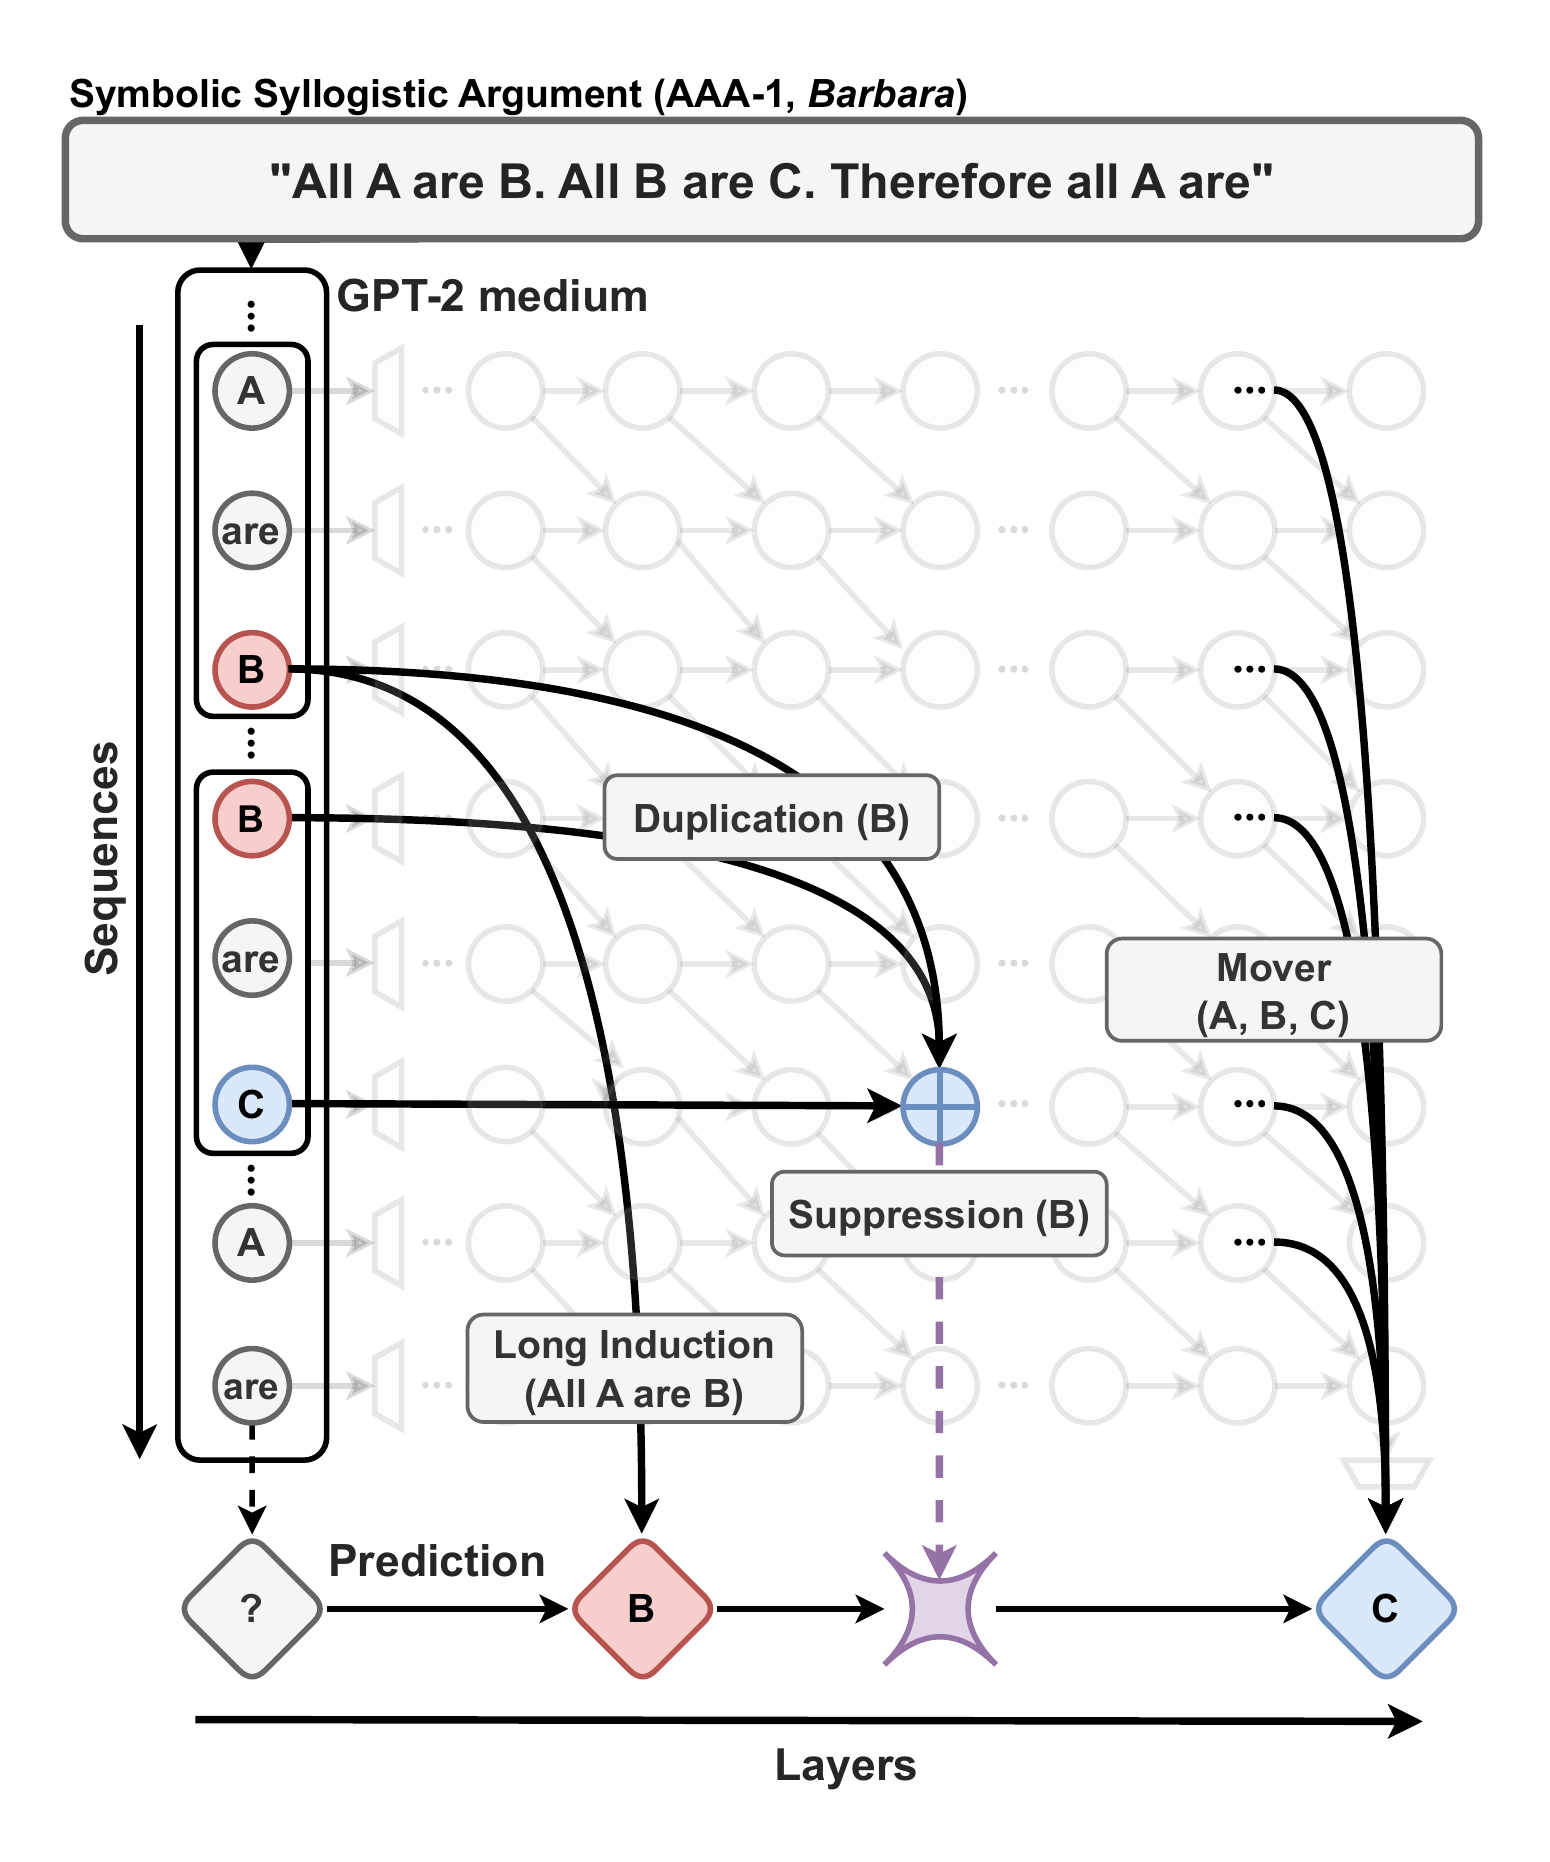 Symbolic Syllogistic Argument (AAA-1, Barbara)
"All A are B. All B are C. Therefore all A are"
GPT-2 medium
Sequences
A
are
B
B
are
C
A
are
Duplication (B)
Mover
(A, B, C)
Suppression (B)
Long Induction
(All A are B)
?
Prediction
B
C
Layers